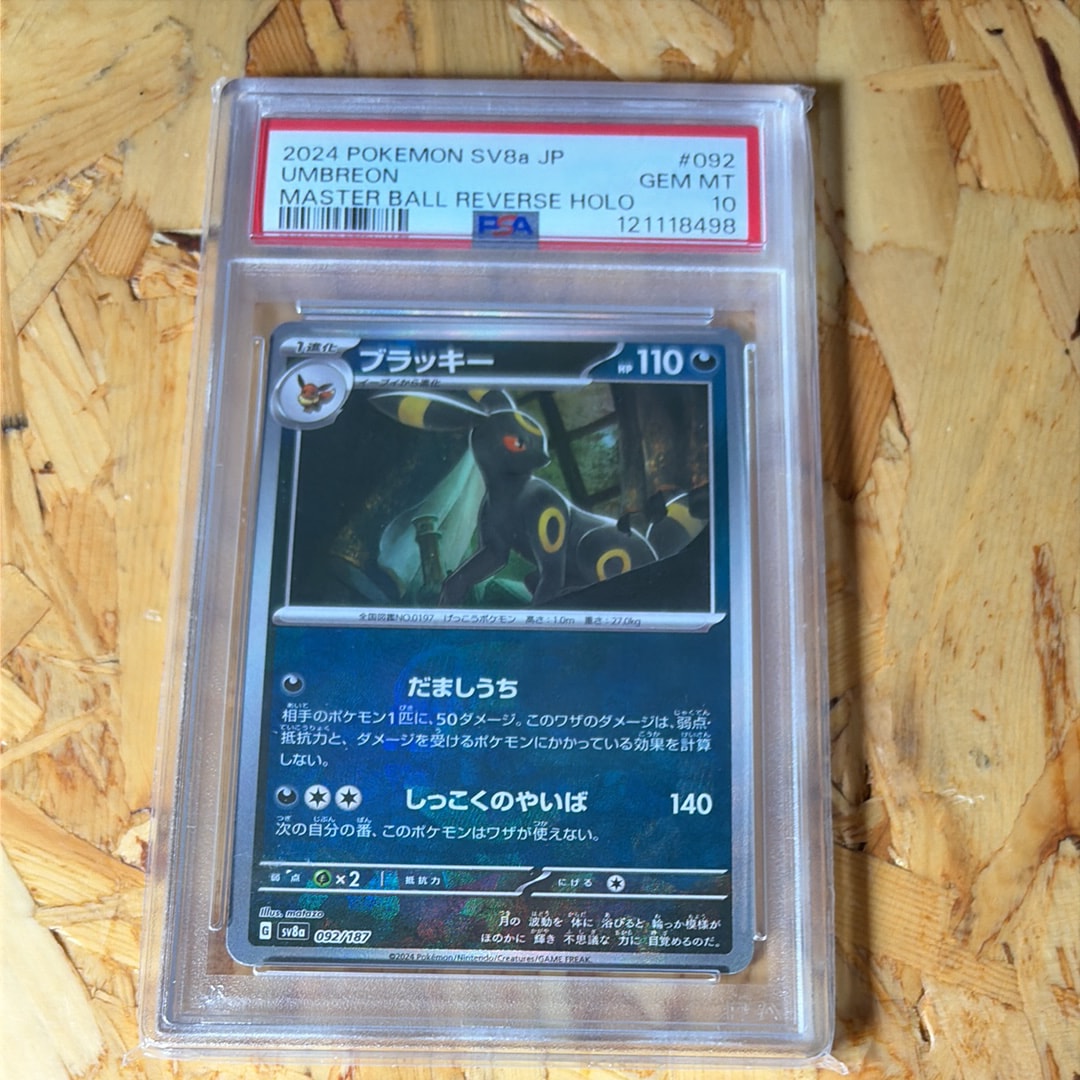 2024 POKEMON SV8a JP #092
UMBREON GEM MT
MASTER BALL REVERSE HOLO 10
PSA 121118498
1進化 ブラッキー HP 110
イーブイから進化
全国図鑑NO.0197 げっこうポケモン 高さ:1.0m 重さ:27.0kg
だましうち
相手のポケモン1匹に、50ダメージ。このワザのダメージは、弱点・
抵抗力と、ダメージを受けるポケモンにかかっている効果を計算
しない。
しっこくのやいば 140
次の自分の番、このポケモンはワザが使えない。
弱点 ×2 抵抗力 にげる
Illus. matazo
月の波動を体に浴びると輪っか模様が
G sv8a 092/187
ほのかに輝き不思議な力に目覚めるのだ。
©2024 Pokémon/Nintendo/Creatures/GAME FREAK.